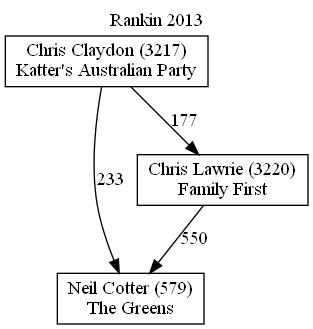 Rankin 2013
Chris Claydon (3217)
Katter's Australian Party
177
Chris Lawrie (3220)
Family First
233
550
Neil Cotter (579)
The Greens